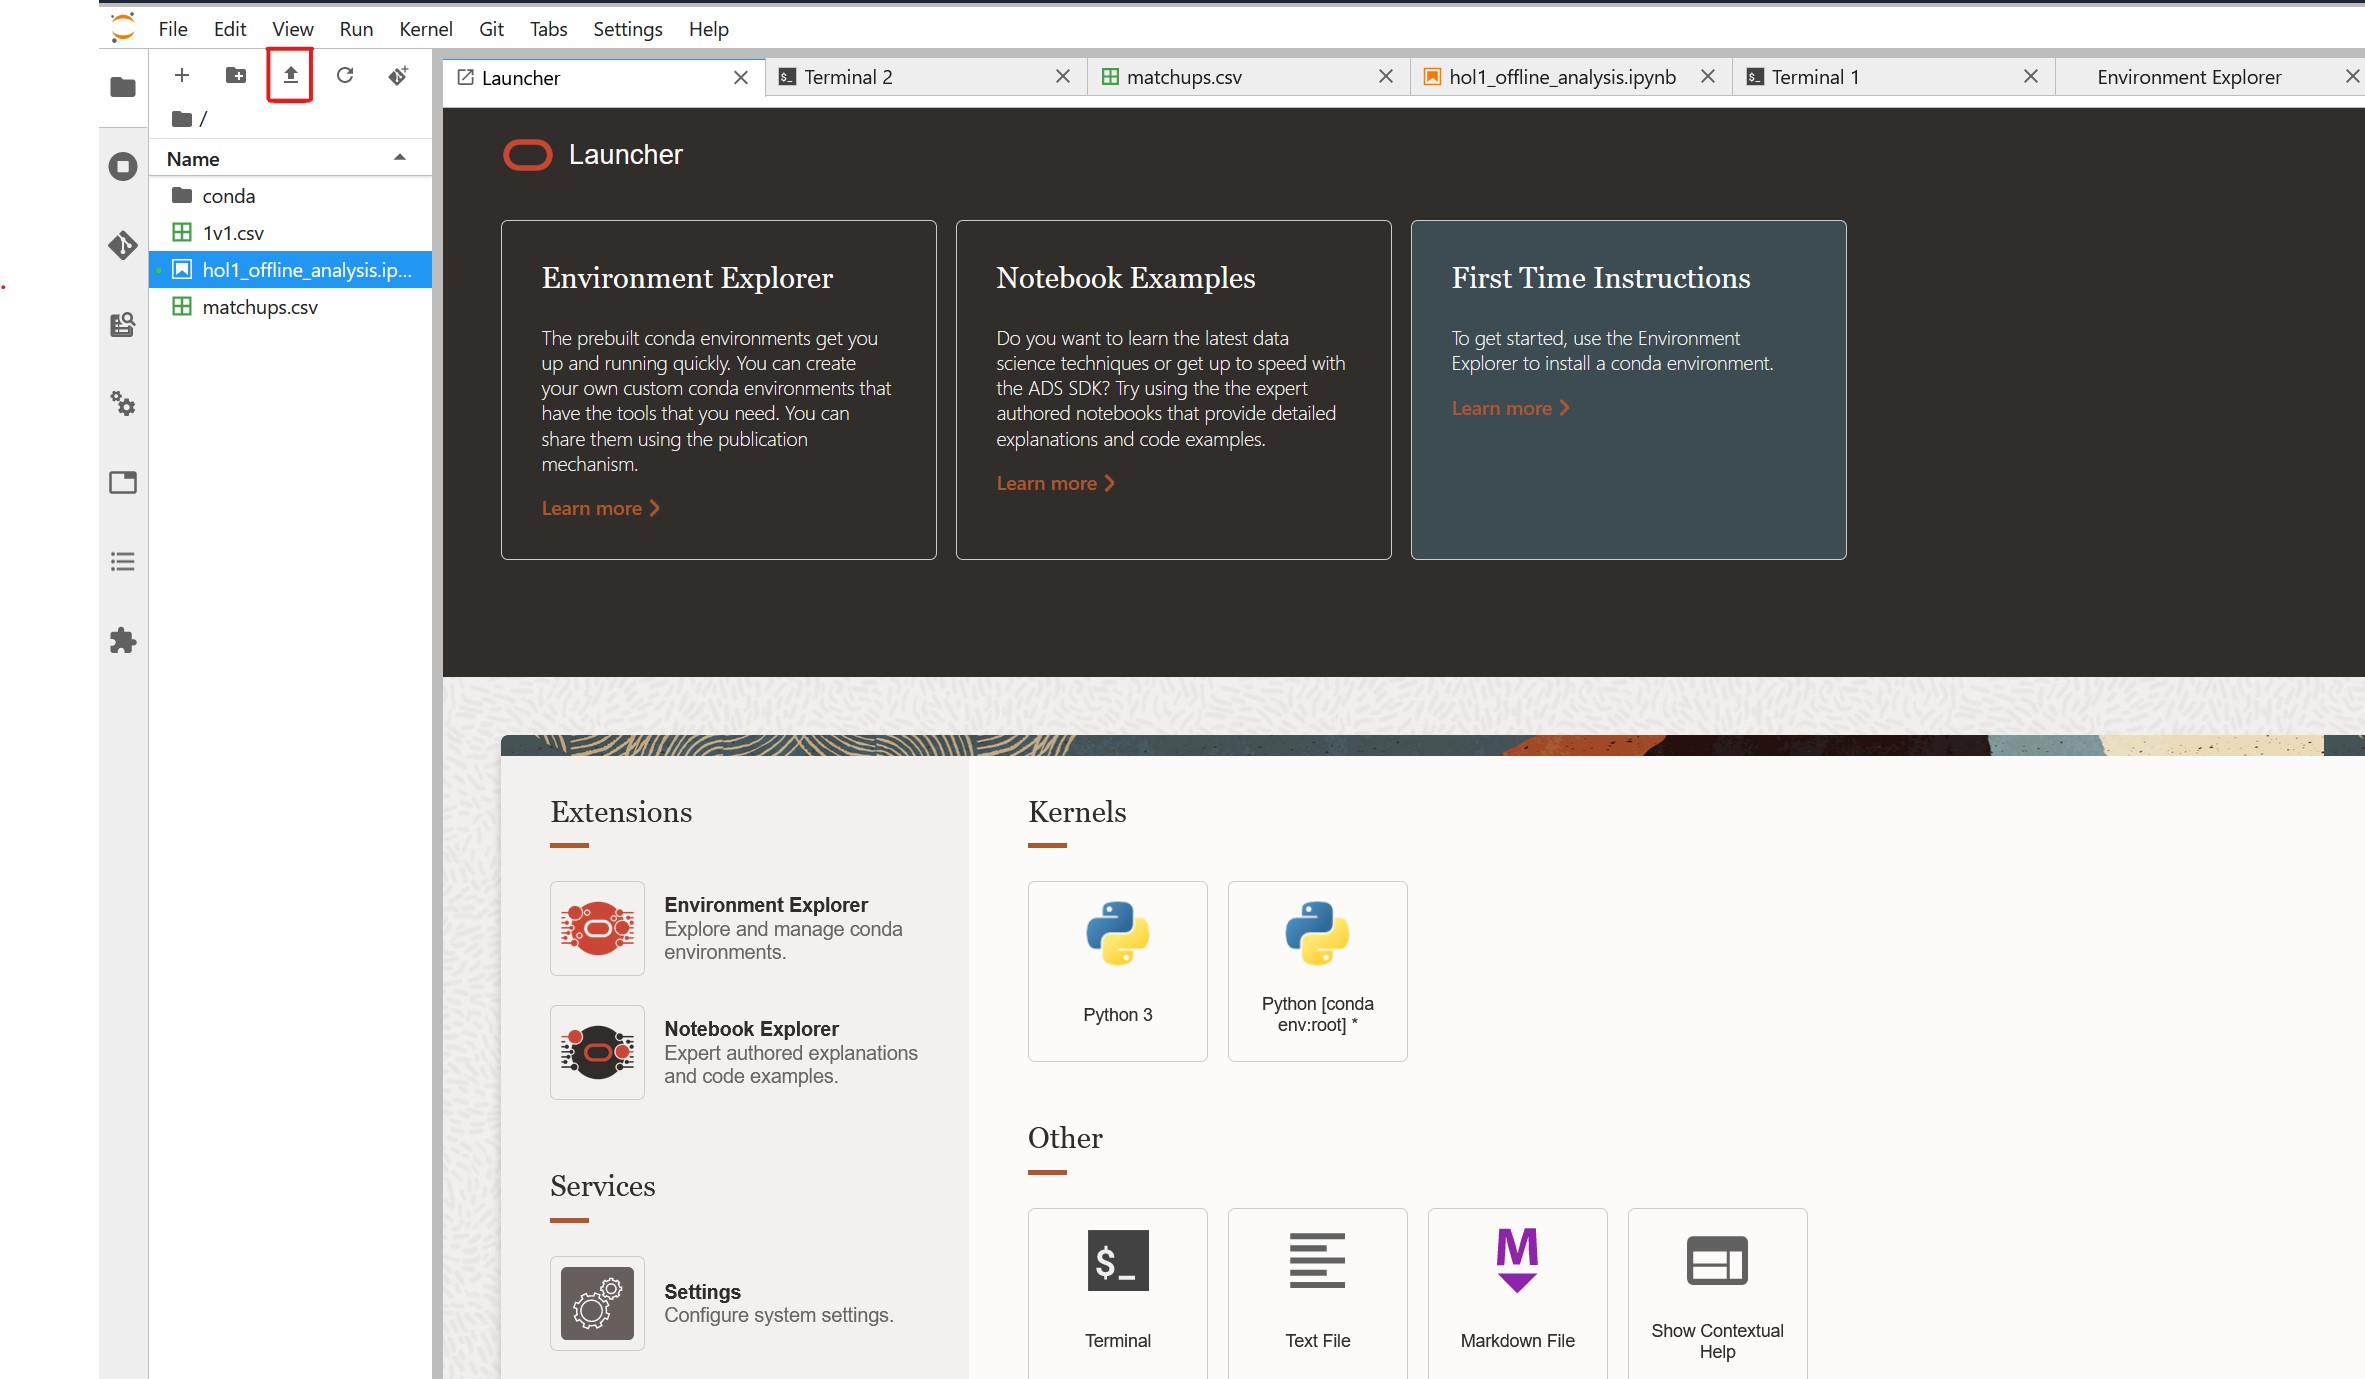 File Edit View Run Kernel Git Tabs Settings Help
Launcher
Terminal 2
matchups.csv
hol1_offline_analysis.ipynb
Terminal 1
Environment Explorer
/
Name
conda
1v1.csv
hol1_offline_analysis.ip...
matchups.csv
Launcher
Environment Explorer
The prebuilt conda environments get you
up and running quickly. You can create
your own custom conda environments that
have the tools that you need. You can
share them using the publication
mechanism.
Learn more
Notebook Examples
Do you want to learn the latest data
science techniques or get up to speed with
the ADS SDK? Try using the the expert
authored notebooks that provide detailed
explanations and code examples.
Learn more
First Time Instructions
To get started, use the Environment
Explorer to install a conda environment.
Learn more
Extensions
Environment Explorer
Explore and manage conda
environments.
Notebook Explorer
Expert authored explanations
and code examples.
Services
Settings
Configure system settings.
Kernels
Python 3
Python [conda
env:root] *
Other
$_
Terminal
Text File
M
Markdown File
Show Contextual
Help